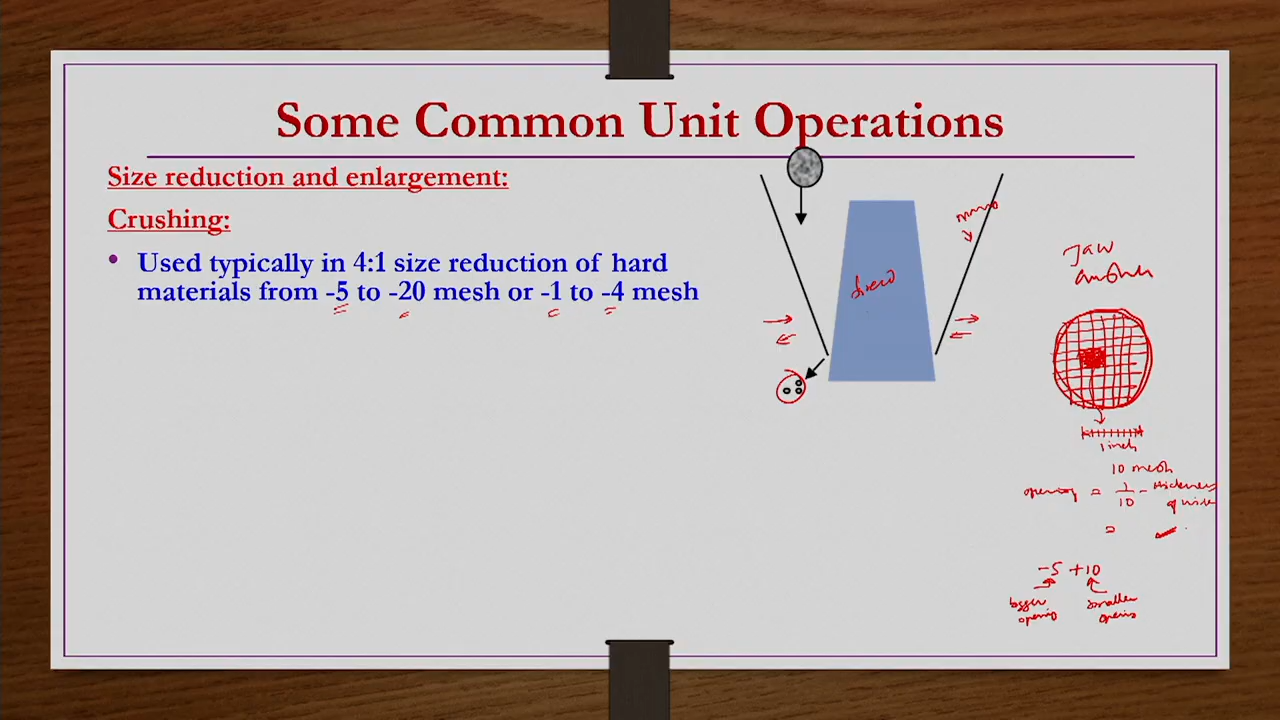 Some Common Unit Operations
Size reduction and enlargement:
Crushing:
• Used typically in 4:1 size reduction of hard
materials from -5 to -20 mesh or -1 to -4 mesh
Jaw
crusher
1 inch
10 mesh
opening = 1/10 - thickness
of wire
=
-5 +10
bigger smaller
opening opening